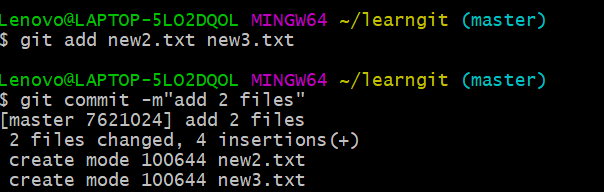 Lenovo@LAPTOP-5LO2DQOL MINGW64 ~/learngit (master)
$ git add new2.txt new3.txt
Lenovo@LAPTOP-5LO2DQOL MINGW64 ~/learngit (master)
$ git commit -m"add 2 files"
[master 7621024] add 2 files
 2 files changed, 4 insertions(+)
 create mode 100644 new2.txt
 create mode 100644 new3.txt